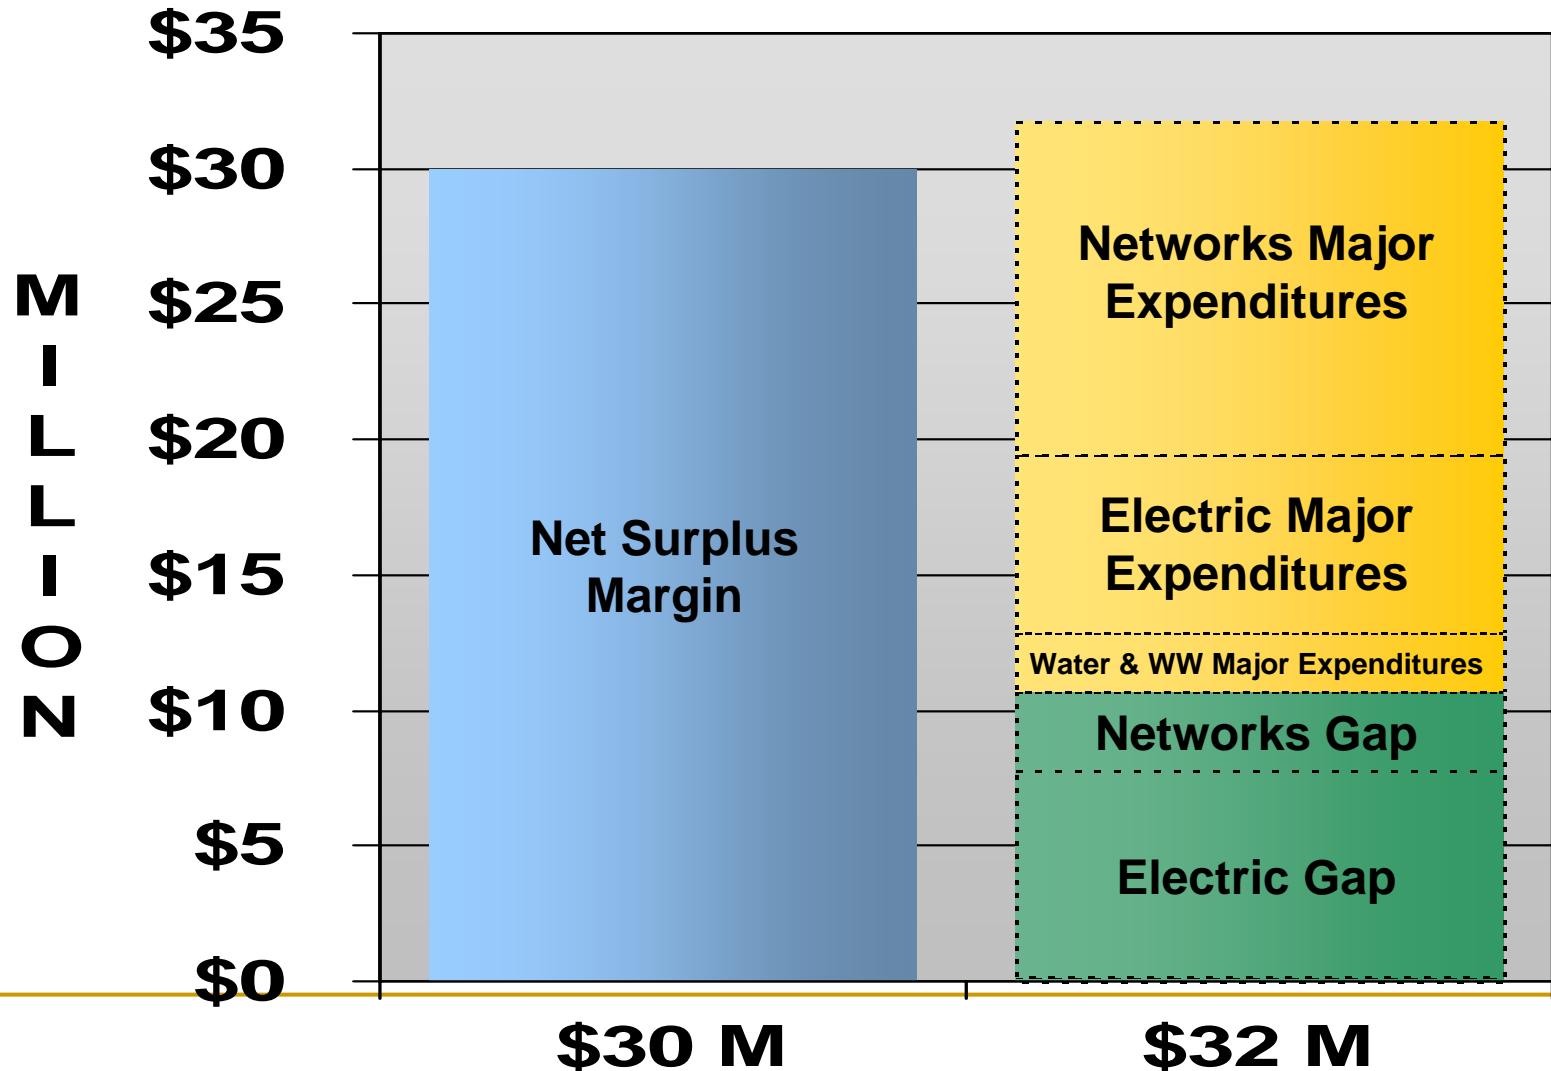 $35
$30
$25
$20
$15
$10
$5
$0
M
I
L
L
I
O
N
Net Surplus
Margin
Networks Major
Expenditures
Electric Major
Expenditures
Water & WW Major Expenditures
Networks Gap
Electric Gap
$30 M
$32 M